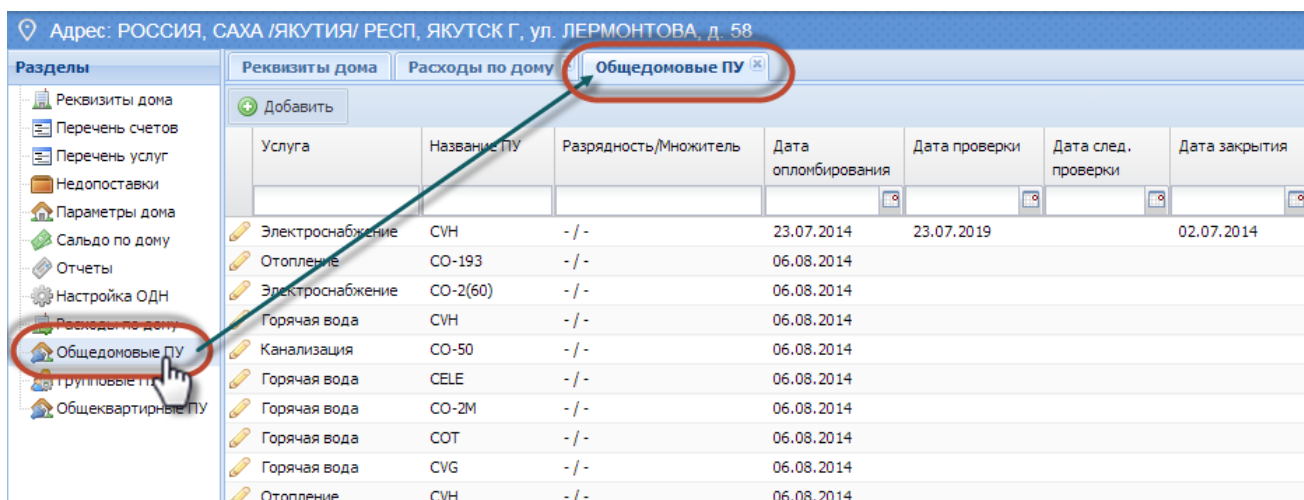 Адрес: РОССИЯ, САХА /ЯКУТИЯ/ РЕСП, ЯКУТСК Г, ул. ЛЕРМОНТОВА, д. 58
Разделы
Реквизиты дома
Перечень счетов
Перечень услуг
Недопоставки
Параметры дома
Сальдо по дому
Отчеты
Настройка ОДН
Расходы по дому
Общедомовые ПУ
Групповые ПУ
Общеквартирные ПУ
Реквизиты дома Расходы по дому Общедомовые ПУ
Добавить
Услуга Название ПУ Разрядность/Множитель Дата опломбирования Дата проверки Дата след. проверки Дата закрытия
Электроснабжение CVH - / - 23.07.2014 23.07.2019 02.07.2014
Отопление СО-193 - / - 06.08.2014
Электроснабжение СО-2(60) - / - 06.08.2014
Горячая вода CVH - / - 06.08.2014
Канализация СО-50 - / - 06.08.2014
Горячая вода CELE - / - 06.08.2014
Горячая вода СО-2М - / - 06.08.2014
Горячая вода СОТ - / - 06.08.2014
Горячая вода CVG - / - 06.08.2014
Отопление CVH - / - 06.08.2014